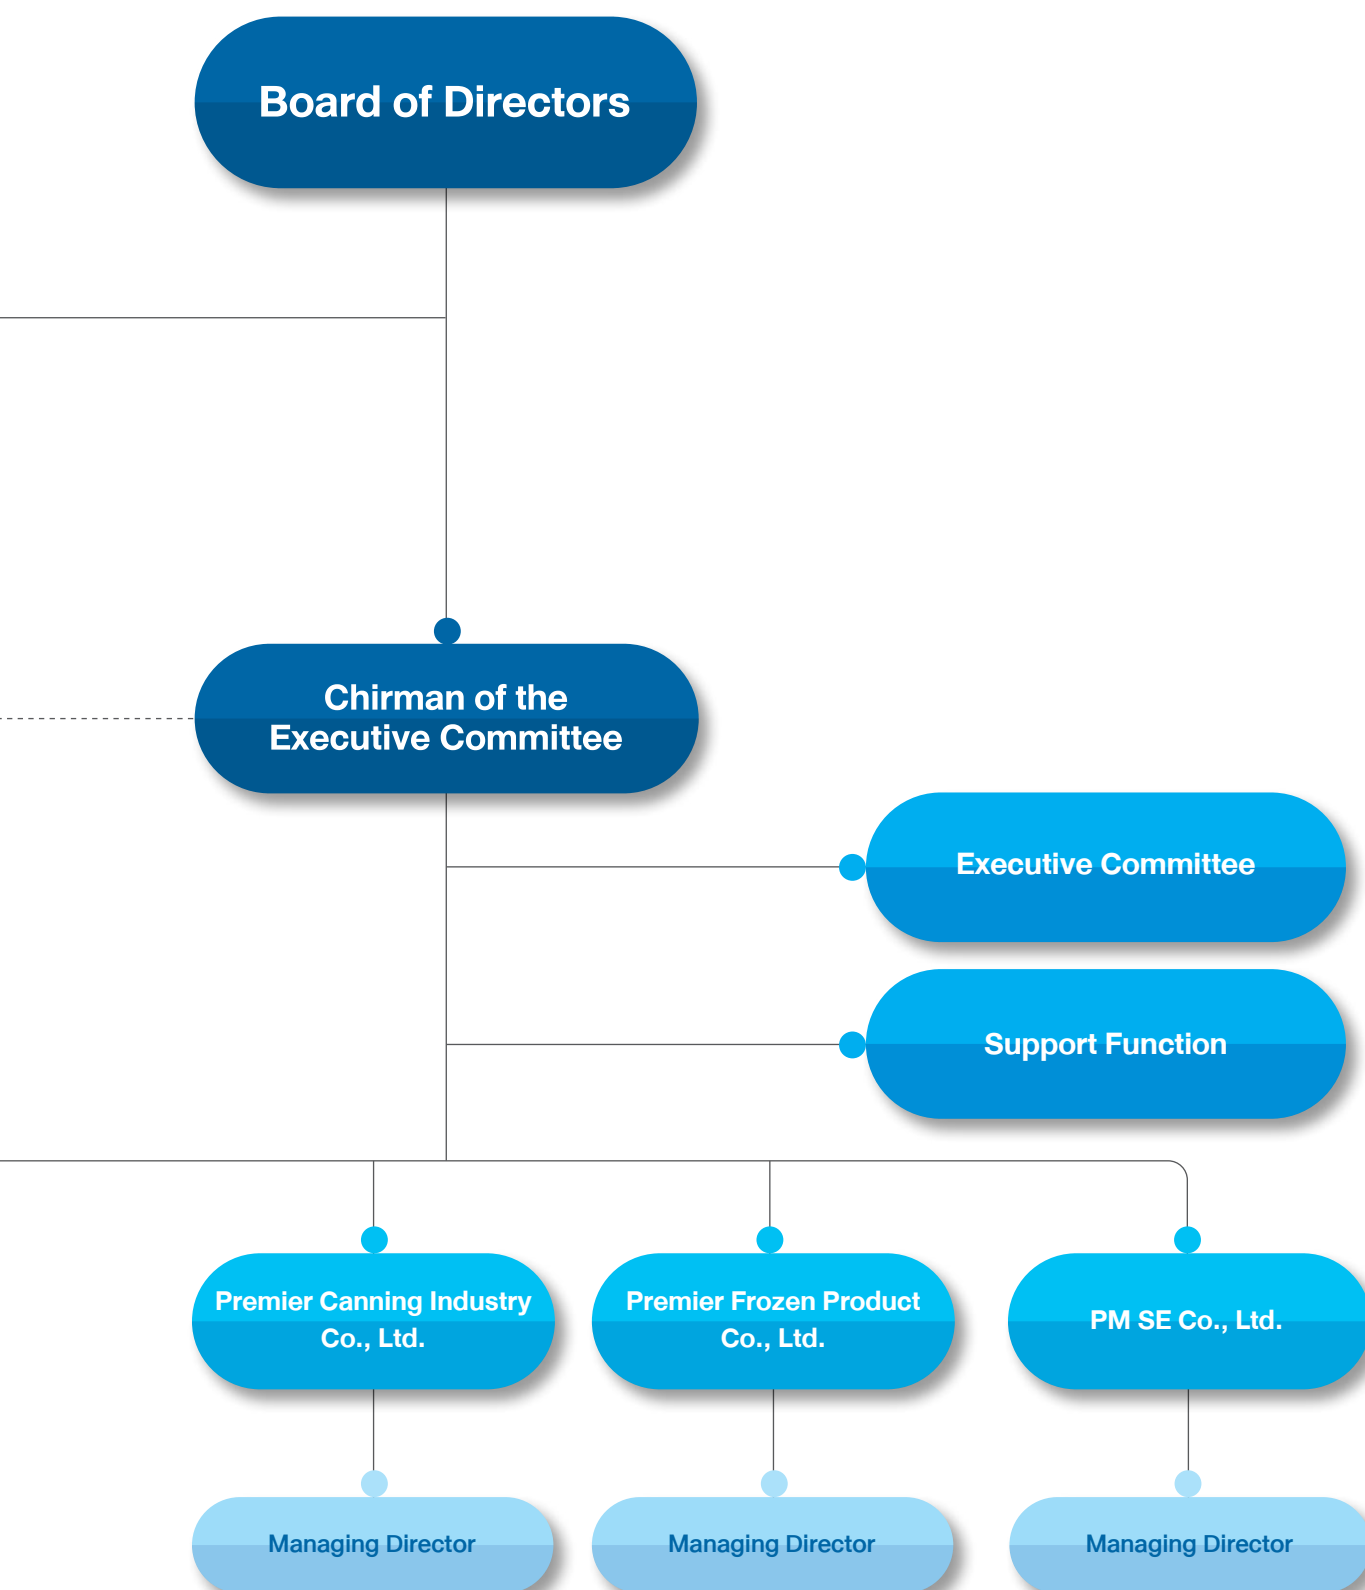 Board of Directors
Chirman of the
Executive Committee
Executive Committee
Support Function
Premier Canning Industry
Co., Ltd.
Premier Frozen Product
Co., Ltd.
PM SE Co., Ltd.
Managing Director
Managing Director
Managing Director